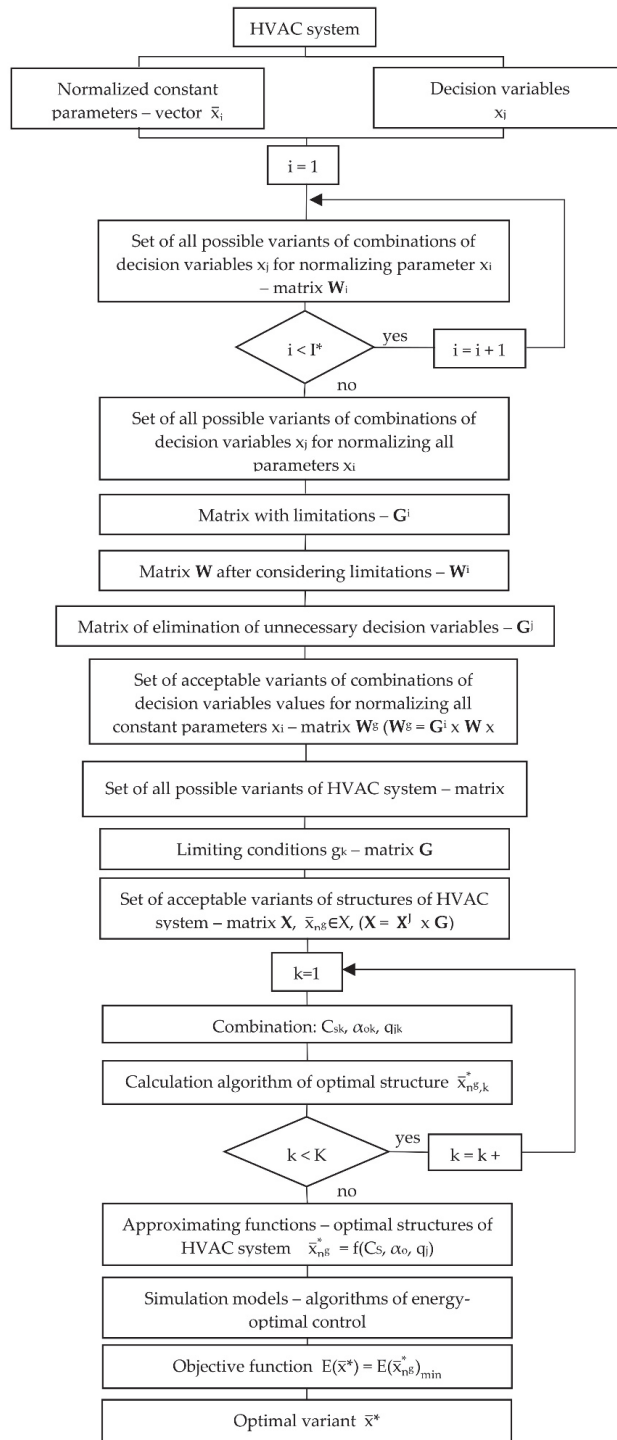 HVAC system
Normalized constant
parameters – vector x̄ᵢ
Decision variables
xⱼ
i = 1
Set of all possible variants of combinations of
decision variables xⱼ for normalizing parameter xᵢ
– matrix Wᵢ
i < I*
yes
i = i + 1
no
Set of all possible variants of combinations of
decision variables xⱼ for normalizing all
parameters xᵢ
Matrix with limitations – Gⁱ
Matrix W after considering limitations – Wⁱ
Matrix of elimination of unnecessary decision variables – Gʲ
Set of acceptable variants of combinations of
decision variables values for normalizing all
constant parameters xᵢ – matrix Wᵍ (Wᵍ = Gⁱ x W x
Set of all possible variants of HVAC system – matrix
Limiting conditions gₖ – matrix G
Set of acceptable variants of structures of HVAC
system – matrix X, x̄ₙᵍ∈X, (X = Xᴶ x G)
k=1
Combination: Cₛₖ, αₒₖ, qⱼₖ
Calculation algorithm of optimal structure x̄*ₙᵍ,ₖ
k < K
yes
k = k +
no
Approximating functions – optimal structures of
HVAC system x̄*ₙᵍ = f(Cₛ, αₒ, qⱼ)
Simulation models – algorithms of energy-
optimal control
Objective function E(x̄*) = E(x̄*ₙᵍ)ₘᵢₙ
Optimal variant x̄*